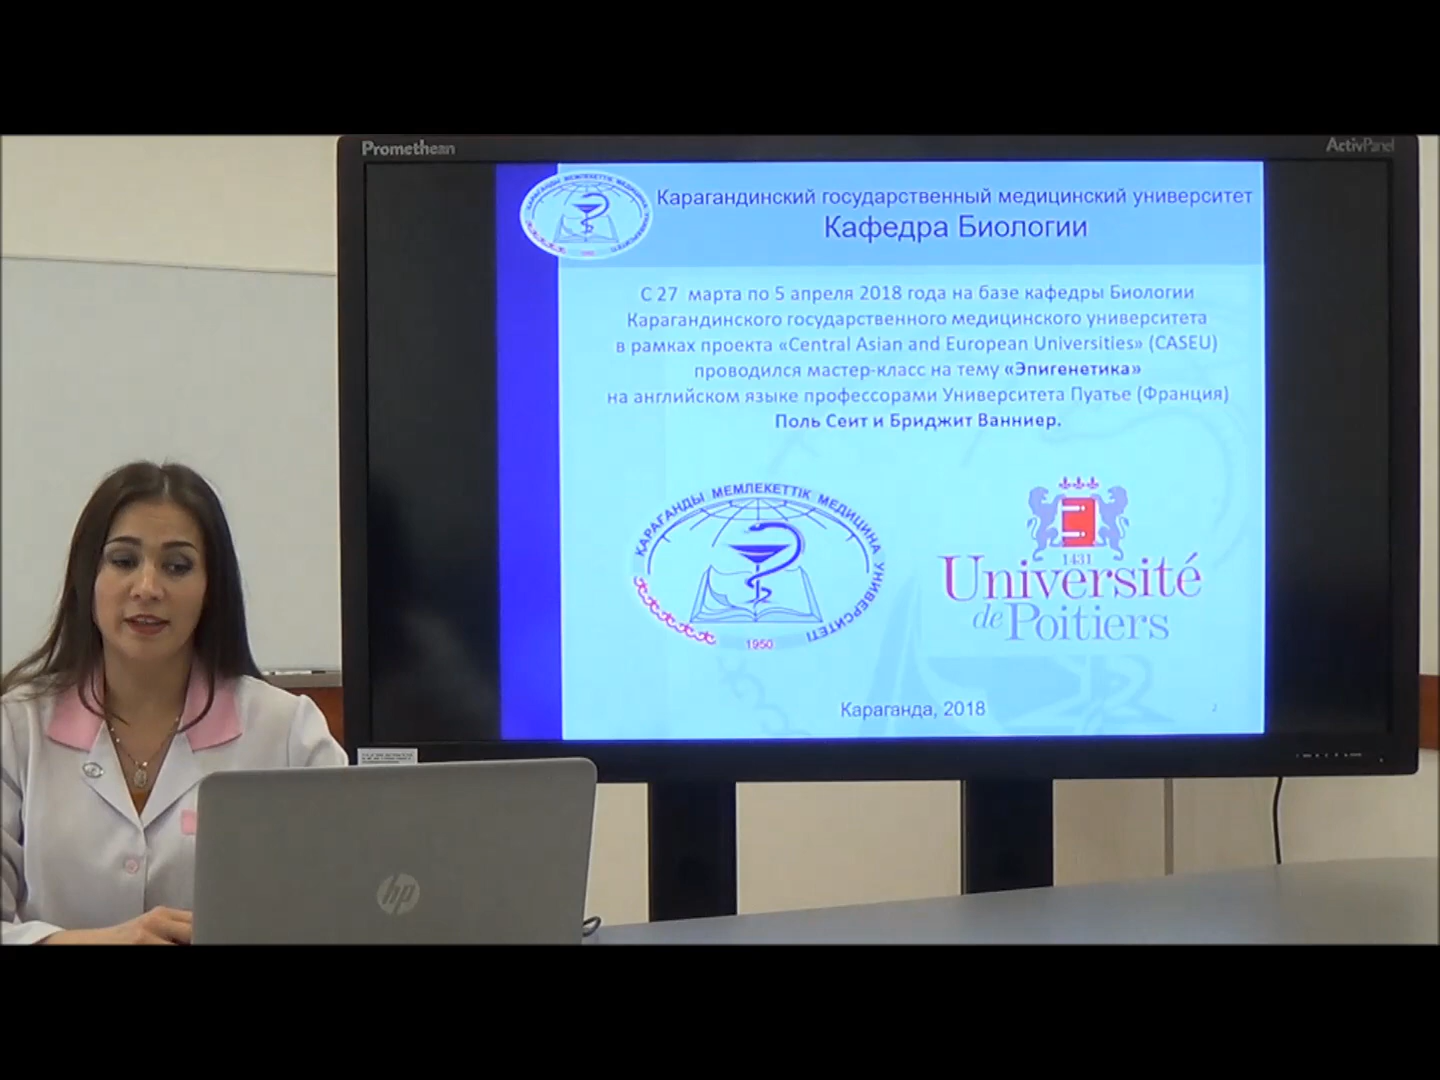 Promethean
ActivPanel
Карагандинский государственный медицинский университет
Кафедра Биологии
С 27 марта по 5 апреля 2018 года на базе кафедры Биологии
Карагандинского государственного медицинского университета
в рамках проекта «Central Asian and European Universities» (CASEU)
проводился мастер-класс на тему «Эпигенетика»
на английском языке профессорами Университета Пуатье (Франция)
Поль Сеит и Бриджит Ванниер.
ҚАРАҒАНДЫ МЕМЛЕКЕТТІК МЕДИЦИНА УНИВЕРСИТЕТІ
1950
1431
Université
de Poitiers
Караганда, 2018
2
hp